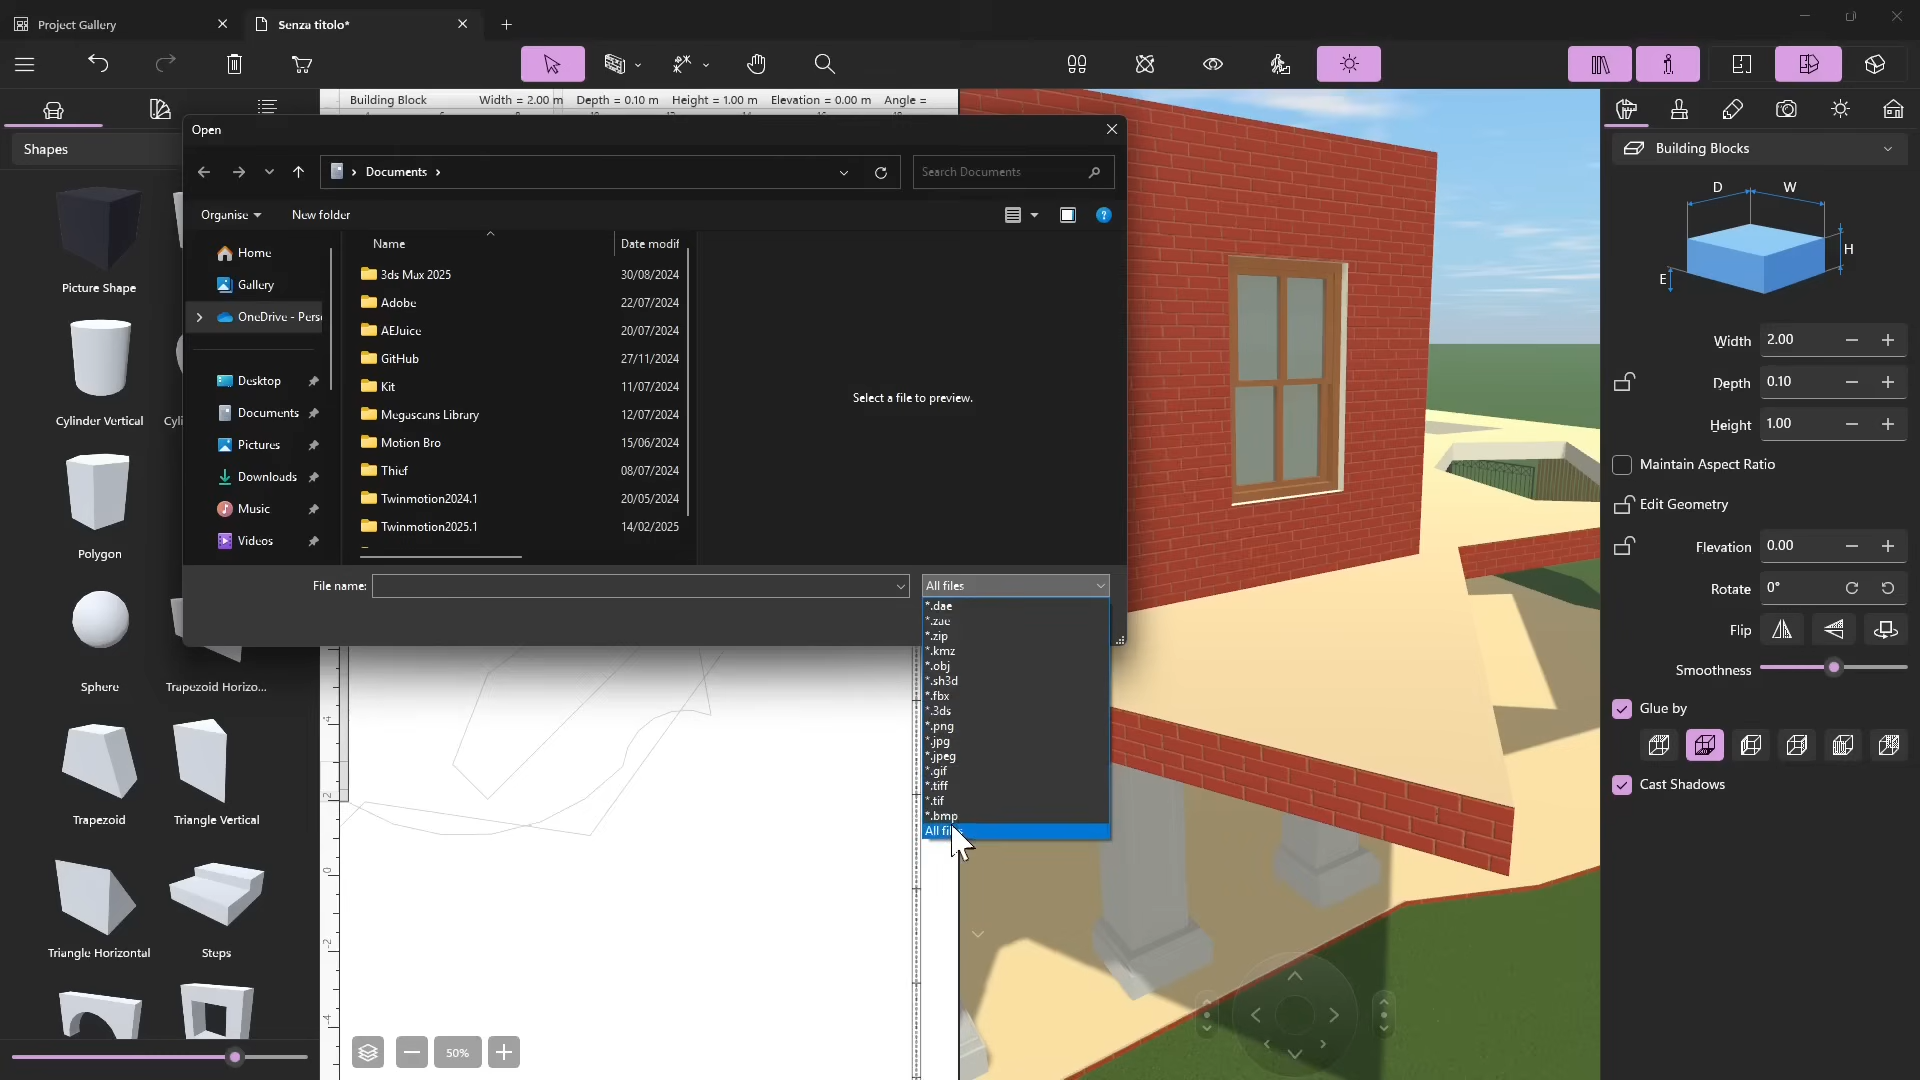 Project Gallery
Senza titolo*
Building Block Width = 2.00 m Depth = 0.10 m Height = 1.00 m Elevation = 0.00 m Angle =
Shapes
Picture Shape
Cylinder Vertical
Polygon
Sphere
Trapezoid Horizo...
Trapezoid
Triangle Vertical
Triangle Horizontal
Steps
Open
Documents
Search Documents
Organise
New folder
Home
Gallery
OneDrive - Pers
Desktop
Documents
Pictures
Downloads
Music
Videos
Name Date modif
3ds Max 2025 30/08/2024
Adobe 22/07/2024
AEJuice 20/07/2024
GitHub 27/11/2024
Kit 11/07/2024
Megascans Library 12/07/2024
Motion Bro 15/06/2024
Thief 08/07/2024
Twinmotion2024.1 20/05/2024
Twinmotion2025.1 14/02/2025
Select a file to preview.
File name:
All files
*.dae
*.zae
*.zip
*.kmz
*.obj
*.sh3d
*.fbx
*.3ds
*.png
*.jpg
*.jpeg
*.gif
*.tiff
*.tif
*.bmp
All files
50%
Building Blocks
D W
H
E
Width 2.00
Depth 0.10
Height 1.00
Maintain Aspect Ratio
Edit Geometry
Elevation 0.00
Rotate 0°
Flip
Smoothness
Glue by
Cast Shadows